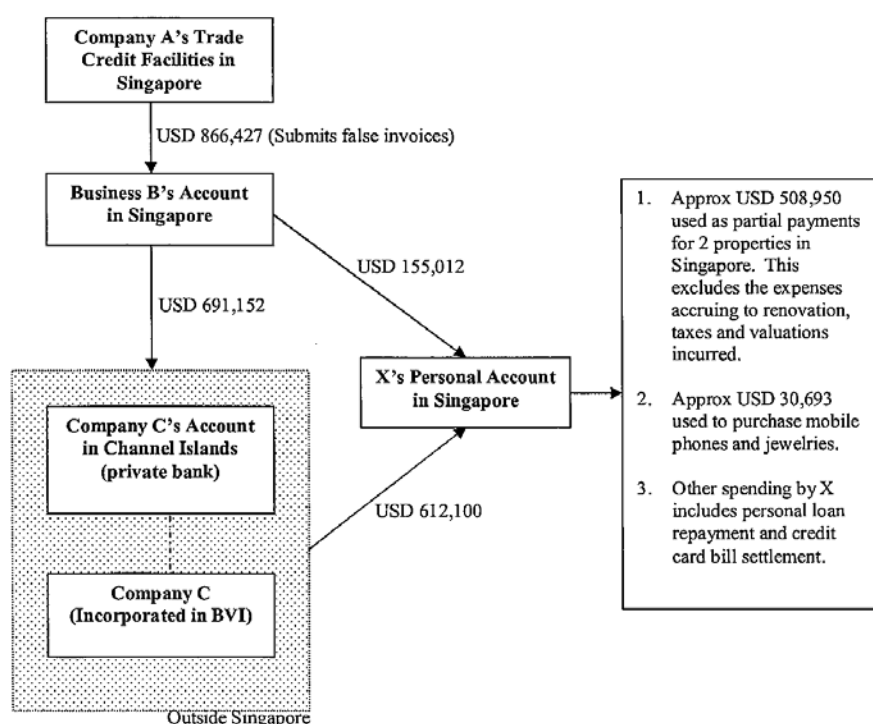 Company A's Trade
Credit Facilities in
Singapore
USD 866,427 (Submits false invoices)
Business B's Account
in Singapore
USD 155,012
USD 691,152
Company C's Account
in Channel Islands
(private bank)
Company C
(Incorporated in BVI)
Outside Singapore
USD 612,100
X's Personal Account
in Singapore
1. Approx USD 508,950
used as partial payments
for 2 properties in
Singapore. This
excludes the expenses
accruing to renovation,
taxes and valuations
incurred.
2. Approx USD 30,693
used to purchase mobile
phones and jewelries.
3. Other spending by X
includes personal loan
repayment and credit
card bill settlement.